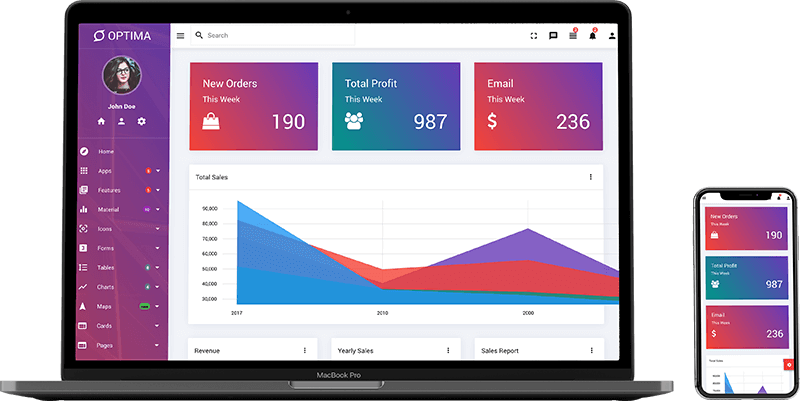 OPTIMA
Search
John Doe
Home
Apps
Features
Material
Icons
Forms
Tables
Charts
Maps
Cards
Pages
New Orders
This Week
190
Total Profit
This Week
987
Email
This Week
236
Total Sales
90,000
80,000
70,000
60,000
50,000
40,000
30,000
2017
2010
2000
Revenue
Yearly Sales
Sales Report
MacBook Pro
New Orders
This Week
190
Total Profit
This Week
987
Email
This Week
236
Total Sales